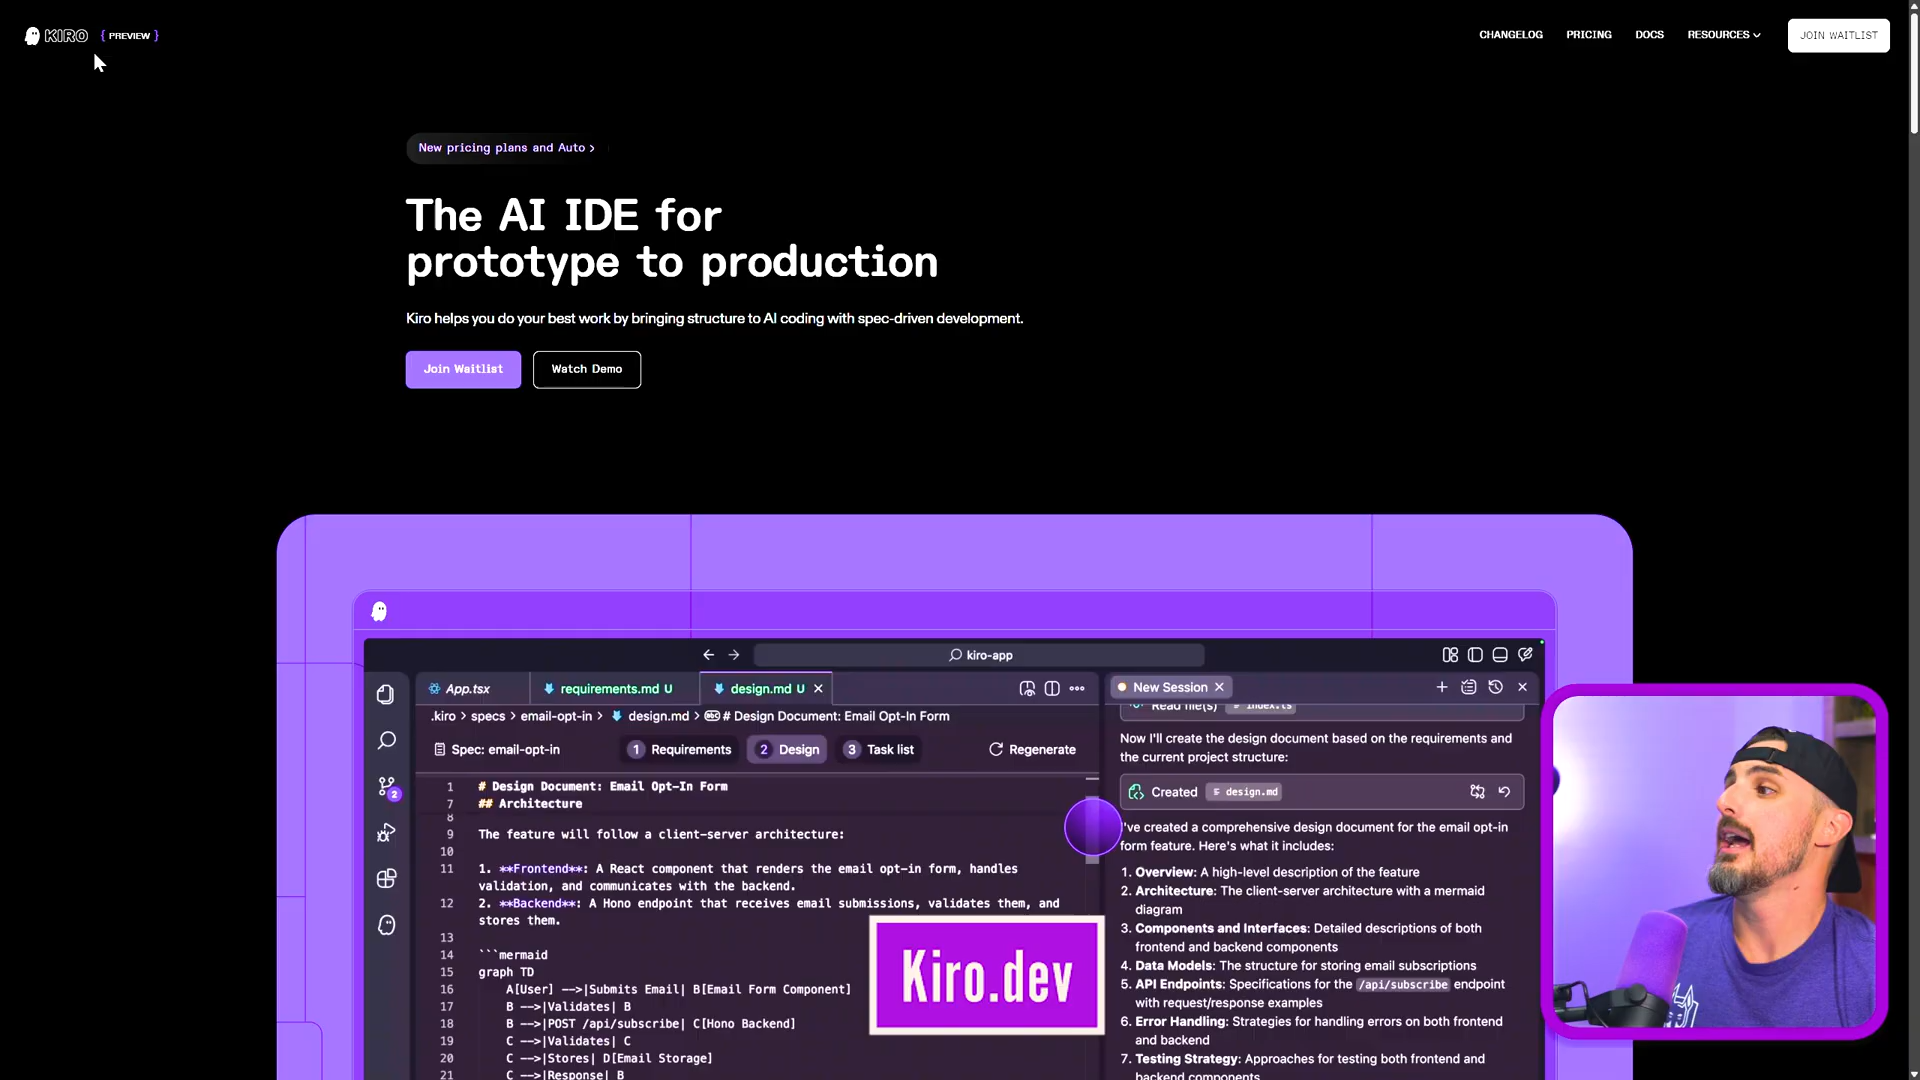 KIRO { PREVIEW }
CHANGELOG PRICING DOCS RESOURCES JOIN WAITLIST
New pricing plans and Auto >
The AI IDE for
prototype to production
Kiro helps you do your best work by bringing structure to AI coding with spec-driven development.
Join Waitlist
Watch Demo
kiro-app
App.tsx
requirements.md U
design.md U
.kiro > specs > email-opt-in > design.md > # Design Document: Email Opt-In Form
Spec: email-opt-in
1 Requirements
2 Design
3 Task list
Regenerate
2
1 # Design Document: Email Opt-In Form
7 ## Architecture
8
9 The feature will follow a client-server architecture:
10
11 1. **Frontend**: A React component that renders the email opt-in form, handles
validation, and communicates with the backend.
12 2. **Backend**: A Hono endpoint that receives email submissions, validates them, and
stores them.
13
14 ```mermaid
15 graph TD
16 A[User] -->|Submits Email| B[Email Form Component]
17 B -->|Validates| B
18 B -->|POST /api/subscribe| C[Hono Backend]
19 C -->|Validates| C
20 C -->|Stores| D[Email Storage]
21 C -->|Response| B
New Session
Read file(s) index.ts
Now I'll create the design document based on the requirements and
the current project structure:
Created design.md
I've created a comprehensive design document for the email opt-in
form feature. Here's what it includes:
1. Overview: A high-level description of the feature
2. Architecture: The client-server architecture with a mermaid
diagram
3. Components and Interfaces: Detailed descriptions of both
frontend and backend components
4. Data Models: The structure for storing email subscriptions
5. API Endpoints: Specifications for the /api/subscribe endpoint
with request/response examples
6. Error Handling: Strategies for handling errors on both frontend
and backend
7. Testing Strategy: Approaches for testing both frontend and
backend components
Kiro.dev